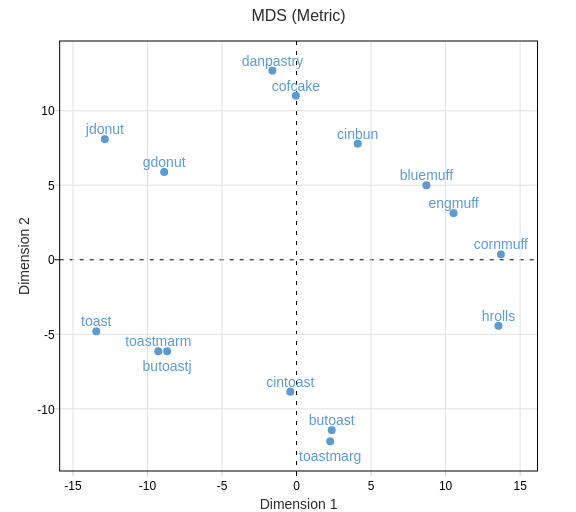 MDS (Metric)
danpastry
cofcake
10
jdonut
cinbun
gdonut
bluemuff
5
engmuff
cornmuff
0
Dimension 2
hrolls
toast
-5
toastmarm
butoastj
cintoast
-10
butoast
toastmarg
-15 -10 -5 0 5 10 15
Dimension 1